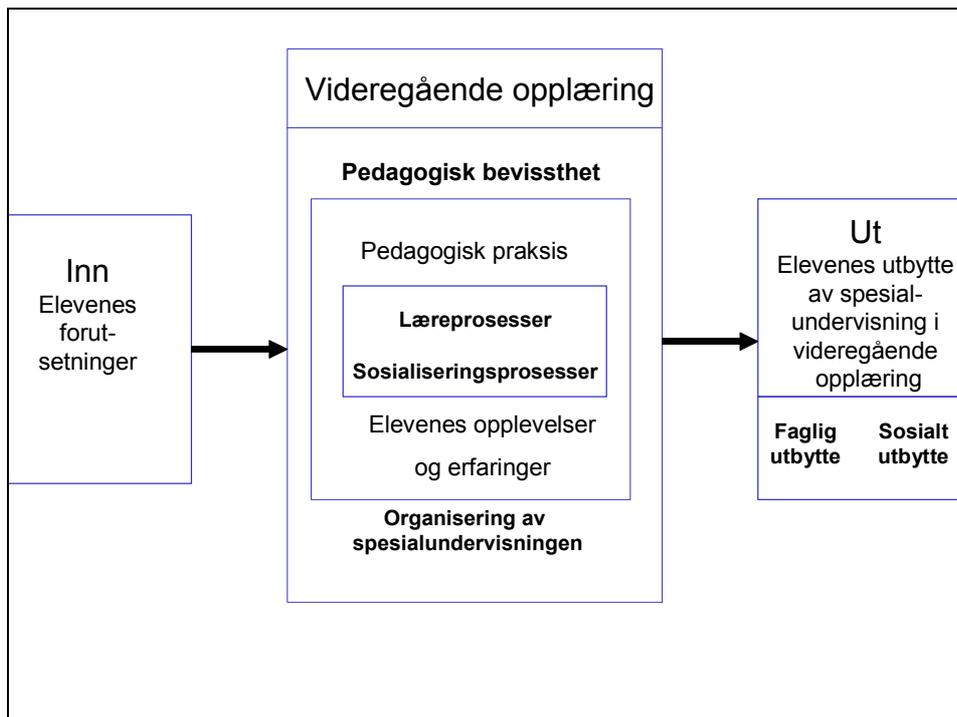 Inn
Elevenes
forut-
setninger
Videregående opplæring
Pedagogisk bevissthet
Pedagogisk praksis
Læreprosesser
Sosialiseringsprosesser
Elevenes opplevelser
og erfaringer
Organisering av
spesialundervisningen
Ut
Elevenes utbytte
av spesial-
undervisning i
videregående
opplæring
Faglig
utbytte
Sosialt
utbytte